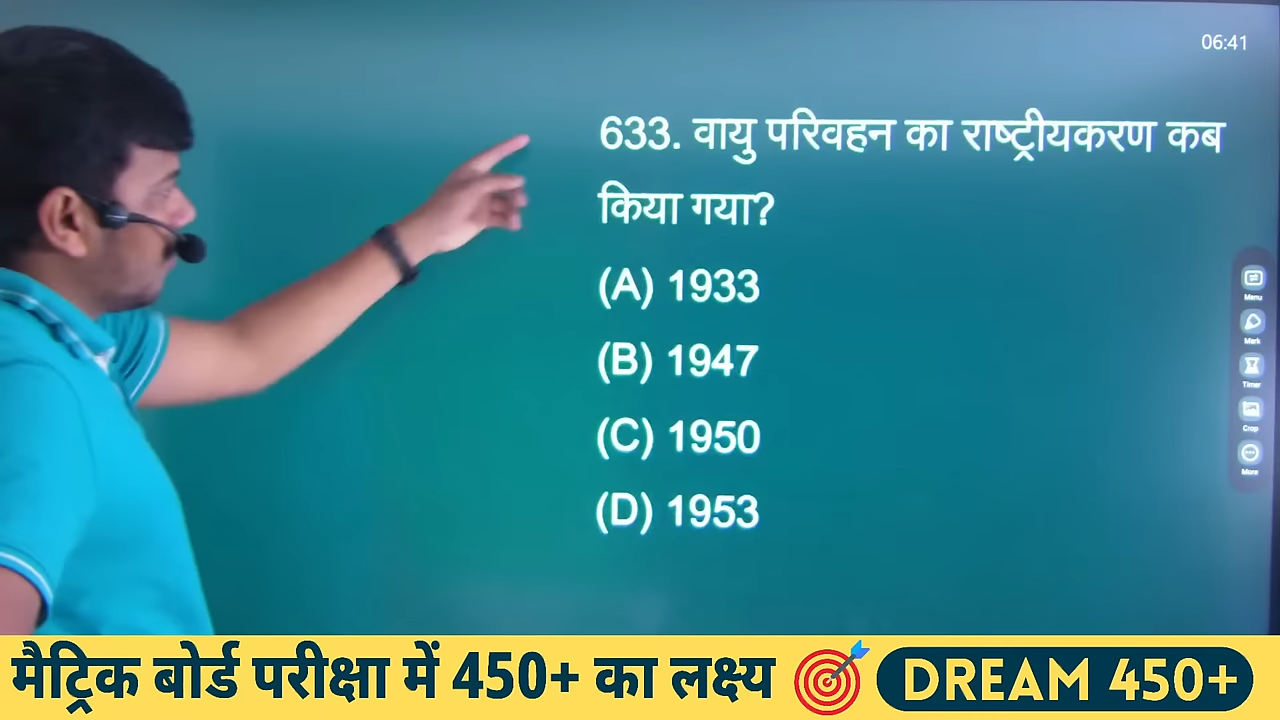 06:41
633. वायु परिवहन का राष्ट्रीयकरण कब
किया गया?
(A) 1933
(B) 1947
(C) 1950
(D) 1953
Menu
Mark
Timer
Crop
More
मैट्रिक बोर्ड परीक्षा में 450+ का लक्ष्य
DREAM 450+